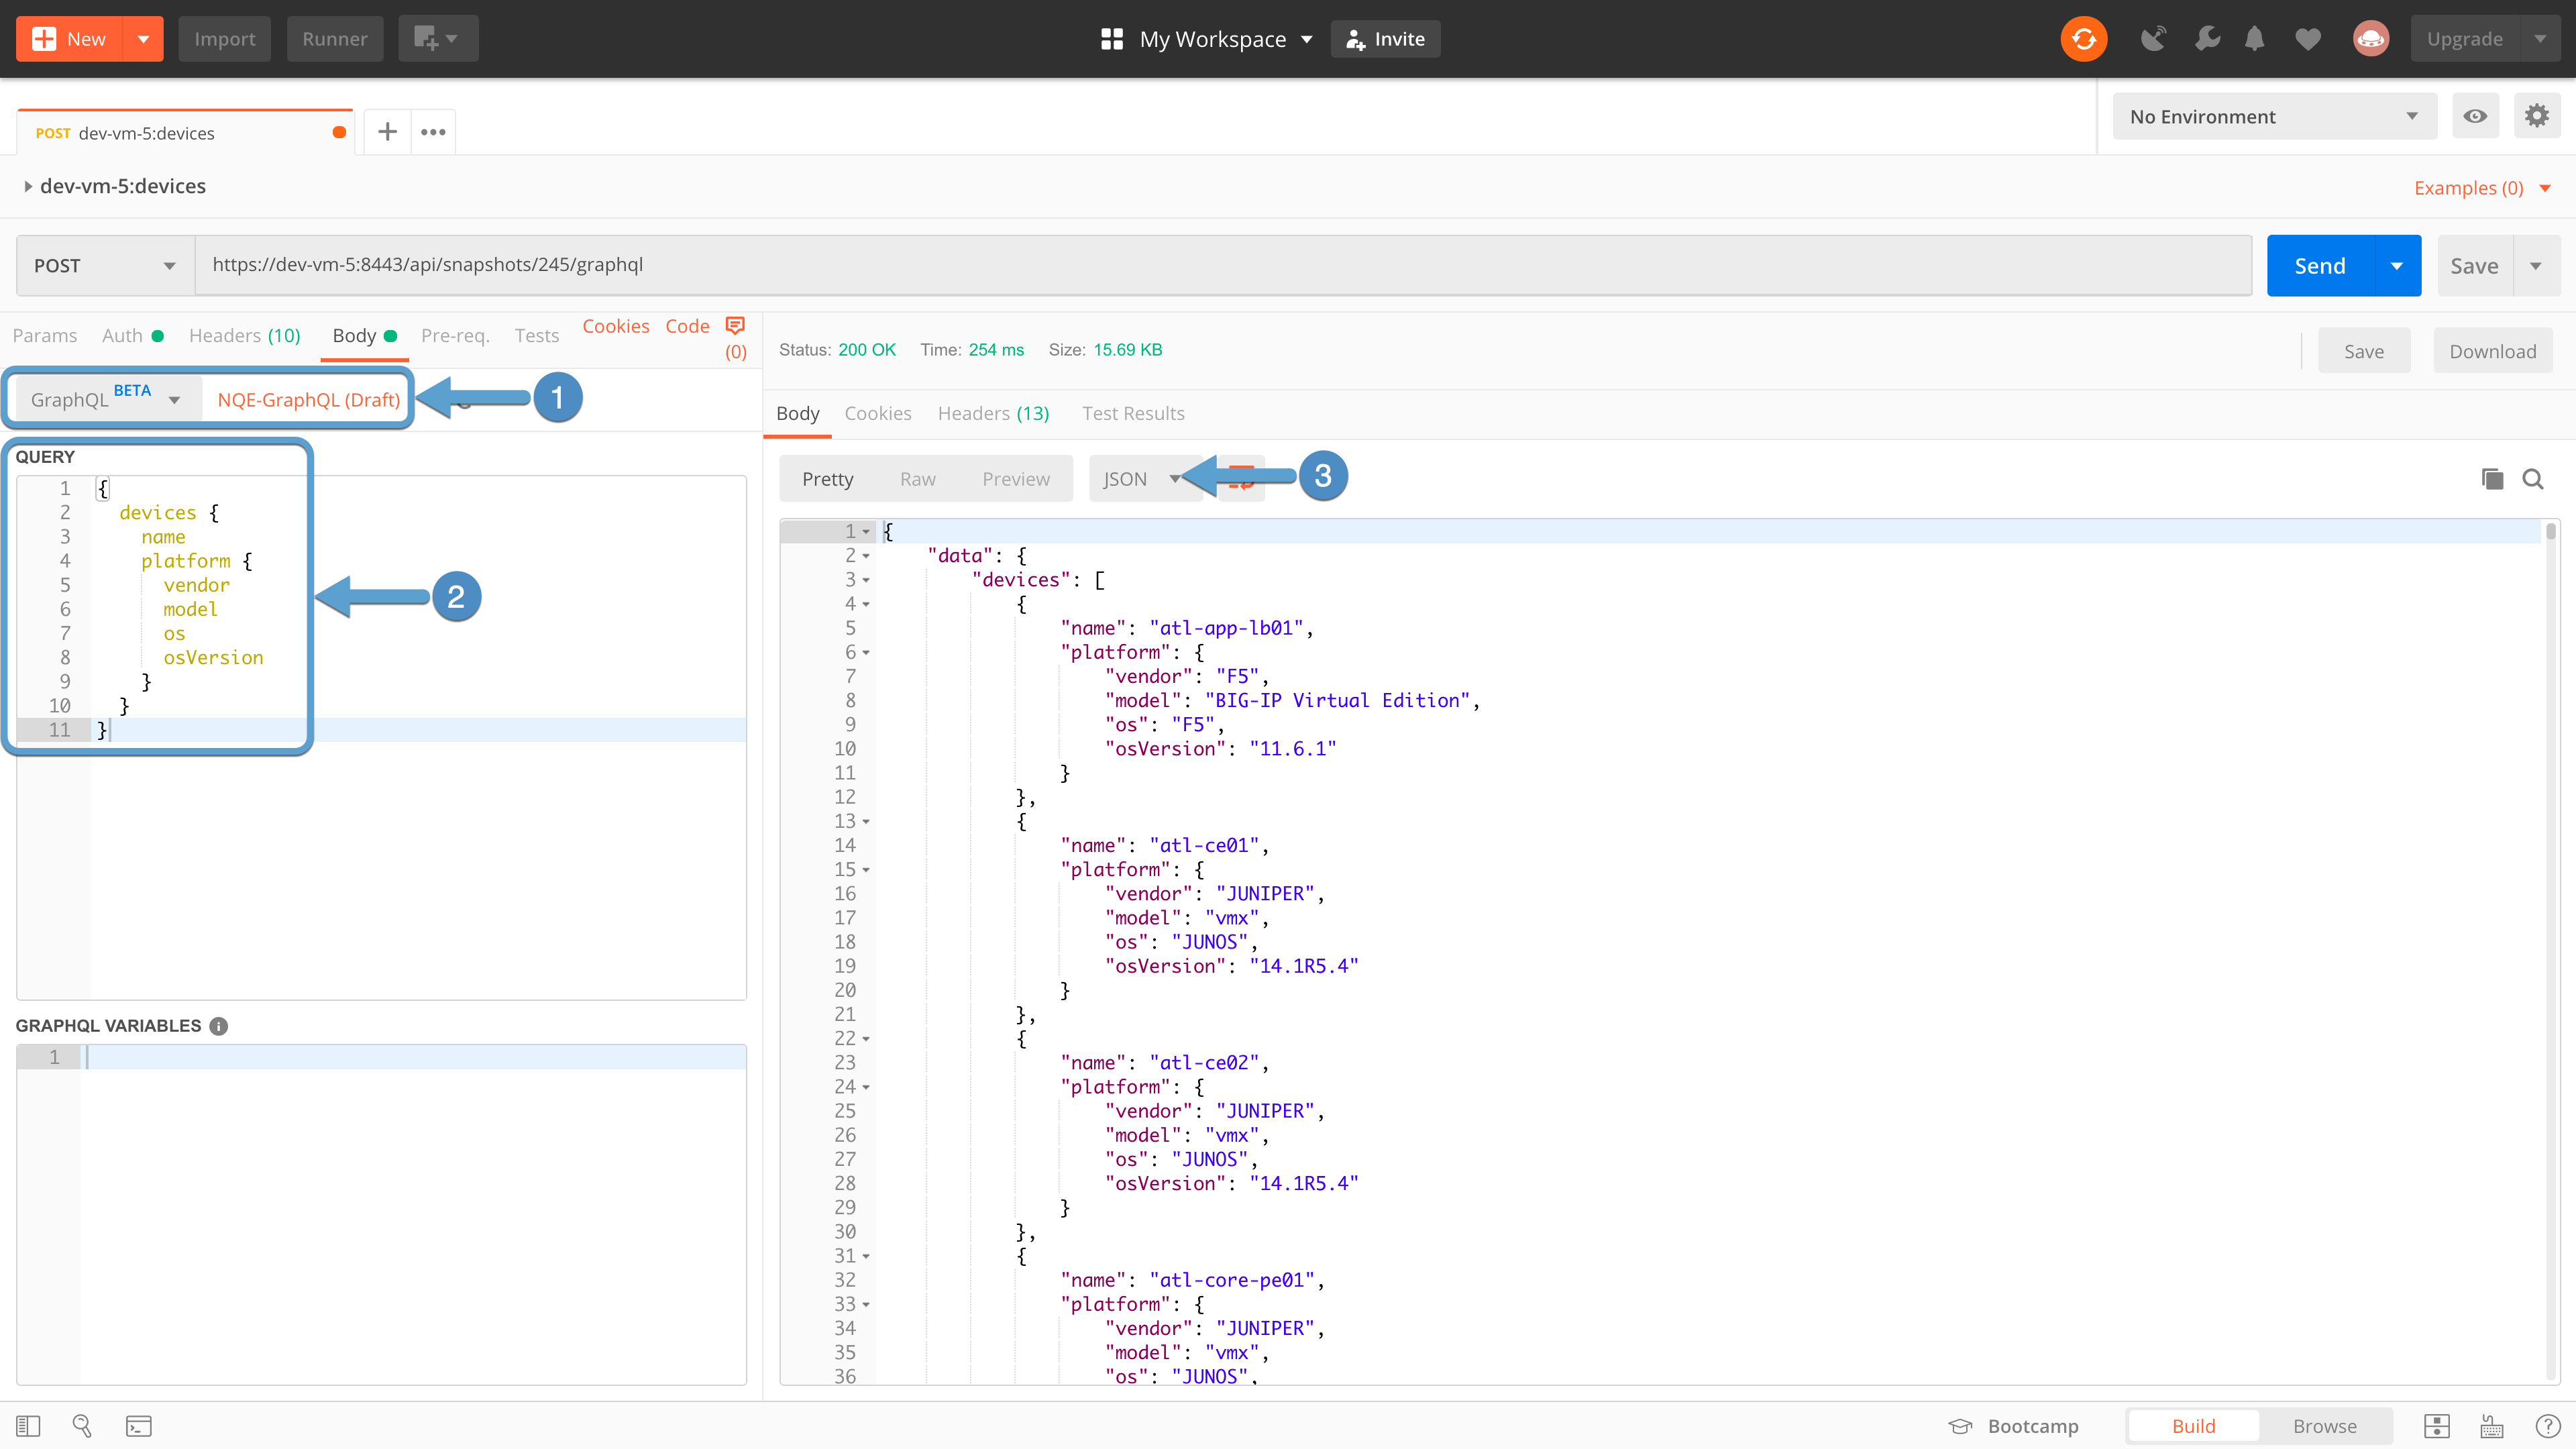 New Import Runner My Workspace Invite Upgrade
POST dev-vm-5:devices ••• No Environment
dev-vm-5:devices Examples (0)
POST https://dev-vm-5:8443/api/snapshots/245/graphql Send Save
Params Auth Headers (10) Body Pre-req. Tests Cookies Code (0)
Status: 200 OK Time: 254 ms Size: 15.69 KB Save Download
GraphQL BETA NQE-GraphQL (Draft) 1
Body Cookies Headers (13) Test Results
Pretty Raw Preview JSON 3
QUERY
1 {
2 devices {
3 name
4 platform {
5 vendor
6 model
7 os
8 osVersion
9 }
10 }
11 }
2
GRAPHQL VARIABLES i
1
1 {
2 "data": {
3 "devices": [
4 {
5 "name": "atl-app-lb01",
6 "platform": {
7 "vendor": "F5",
8 "model": "BIG-IP Virtual Edition",
9 "os": "F5",
10 "osVersion": "11.6.1"
11 }
12 },
13 {
14 "name": "atl-ce01",
15 "platform": {
16 "vendor": "JUNIPER",
17 "model": "vmx",
18 "os": "JUNOS",
19 "osVersion": "14.1R5.4"
20 }
21 },
22 {
23 "name": "atl-ce02",
24 "platform": {
25 "vendor": "JUNIPER",
26 "model": "vmx",
27 "os": "JUNOS",
28 "osVersion": "14.1R5.4"
29 }
30 },
31 {
32 "name": "atl-core-pe01",
33 "platform": {
34 "vendor": "JUNIPER",
35 "model": "vmx",
36 "os": "JUNOS",
Bootcamp Build Browse ?